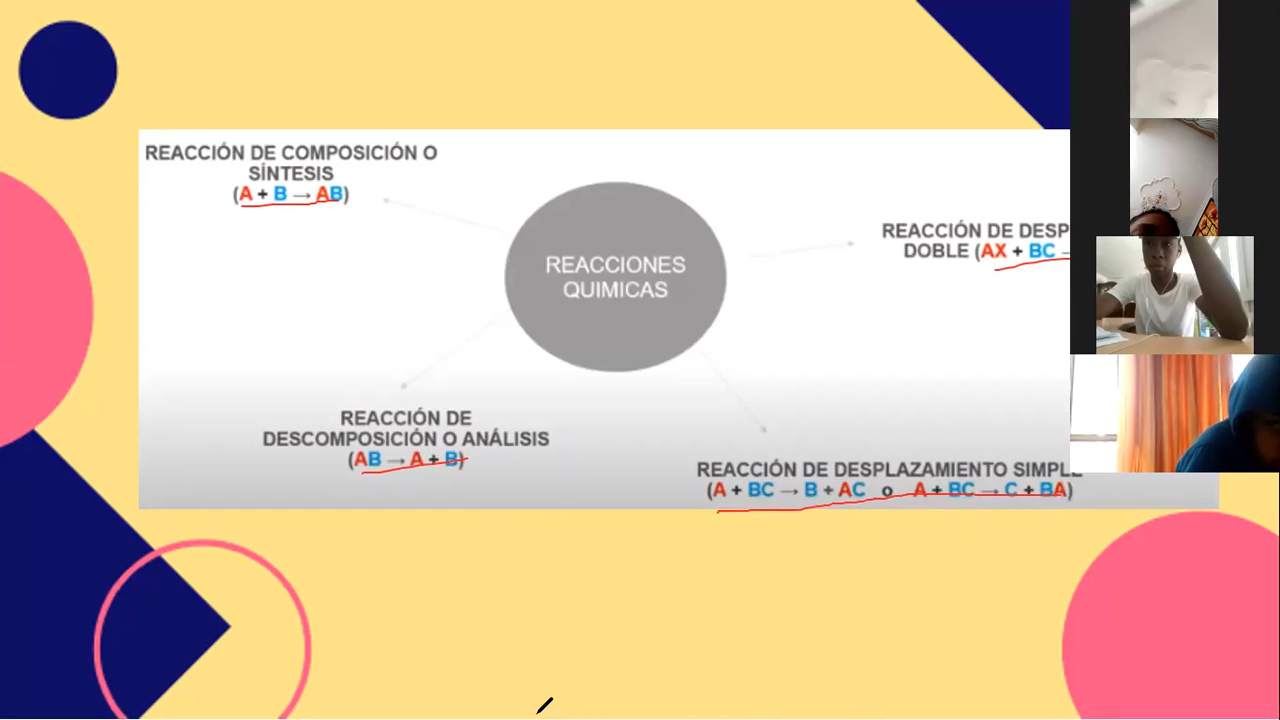 REACCIÓN DE COMPOSICIÓN O
SÍNTESIS
(A + B → AB)
REACCIONES
QUIMICAS
REACCIÓN DE
DOBLE (AX + BC
REACCIÓN DE
DESCOMPOSICIÓN O ANÁLISIS
(AB → A + B)
REACCIÓN DE DESPLAZAMIENTO SIMPLE
(A + BC → B + AC o A + BC → C + BA)